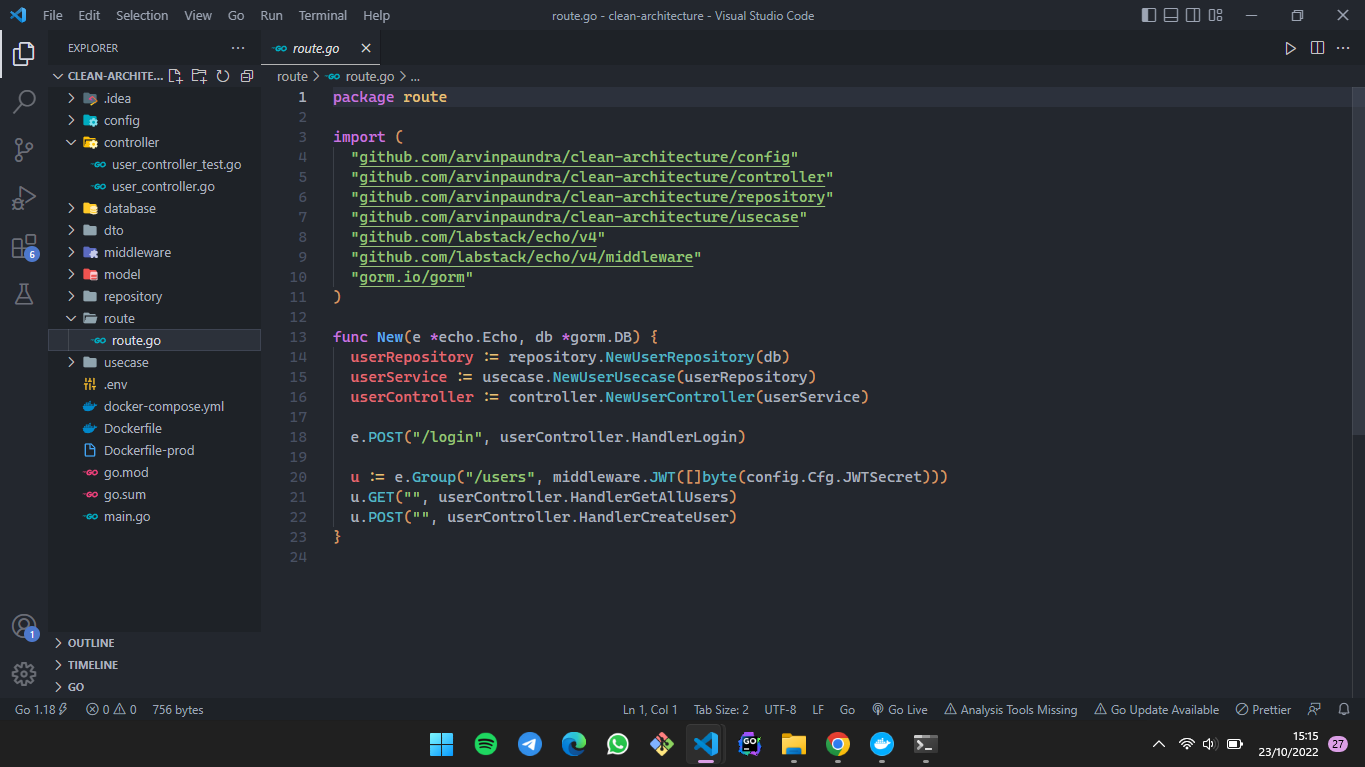 File Edit Selection View Go Run Terminal Help
route.go - clean-architecture - Visual Studio Code
EXPLORER
route.go
CLEAN-ARCHITE...
route > route.go > ...
.idea
config
controller
user_controller_test.go
user_controller.go
database
dto
middleware
model
repository
route
route.go
usecase
.env
docker-compose.yml
Dockerfile
Dockerfile-prod
go.mod
go.sum
main.go
OUTLINE
TIMELINE
GO
6
1
1 package route
2
3 import (
4 "github.com/arvinpaundra/clean-architecture/config"
5 "github.com/arvinpaundra/clean-architecture/controller"
6 "github.com/arvinpaundra/clean-architecture/repository"
7 "github.com/arvinpaundra/clean-architecture/usecase"
8 "github.com/labstack/echo/v4"
9 "github.com/labstack/echo/v4/middleware"
10 "gorm.io/gorm"
11 )
12
13 func New(e *echo.Echo, db *gorm.DB) {
14 userRepository := repository.NewUserRepository(db)
15 userService := usecase.NewUserUsecase(userRepository)
16 userController := controller.NewUserController(userService)
17
18 e.POST("/login", userController.HandlerLogin)
19
20 u := e.Group("/users", middleware.JWT([]byte(config.Cfg.JWTSecret)))
21 u.GET("", userController.HandlerGetAllUsers)
22 u.POST("", userController.HandlerCreateUser)
23 }
24
Go 1.18 0 0 756 bytes
Ln 1, Col 1 Tab Size: 2 UTF-8 LF Go Go Live Analysis Tools Missing Go Update Available Prettier
GO
15:15
23/10/2022
27